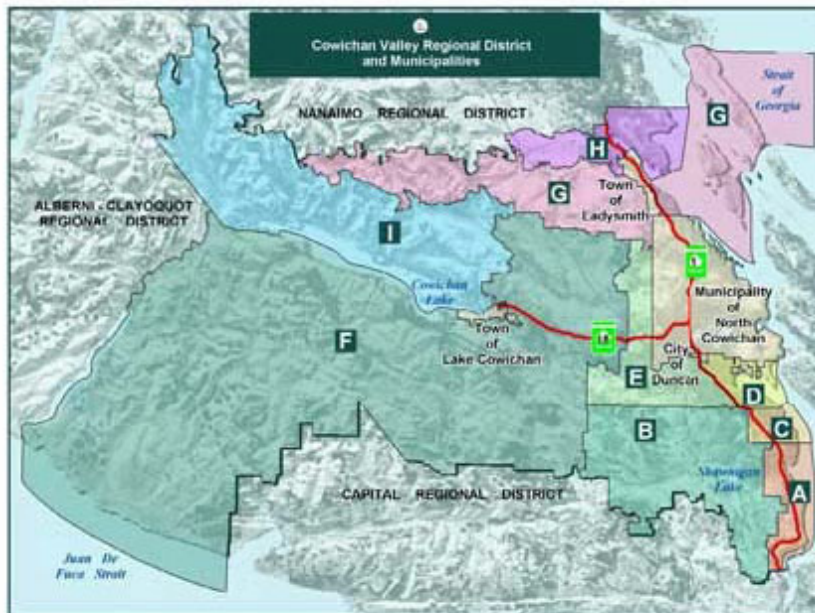 Cowichan Valley Regional District
and Municipalities
Strait
of
Georgia
NANAIMO REGIONAL DISTRICT
G
H
G
Town
of
Ladysmith
ALBERNI - CLAYOQUOT
REGIONAL DISTRICT
I
Cowichan
Lake
Municipality
of
North
Cowichan
F
Town
of
Lake Cowichan
City
of
Duncan
E
D
B
C
Shawnigan
Lake
A
CAPITAL REGIONAL DISTRICT
Juan De
Fuca Strait